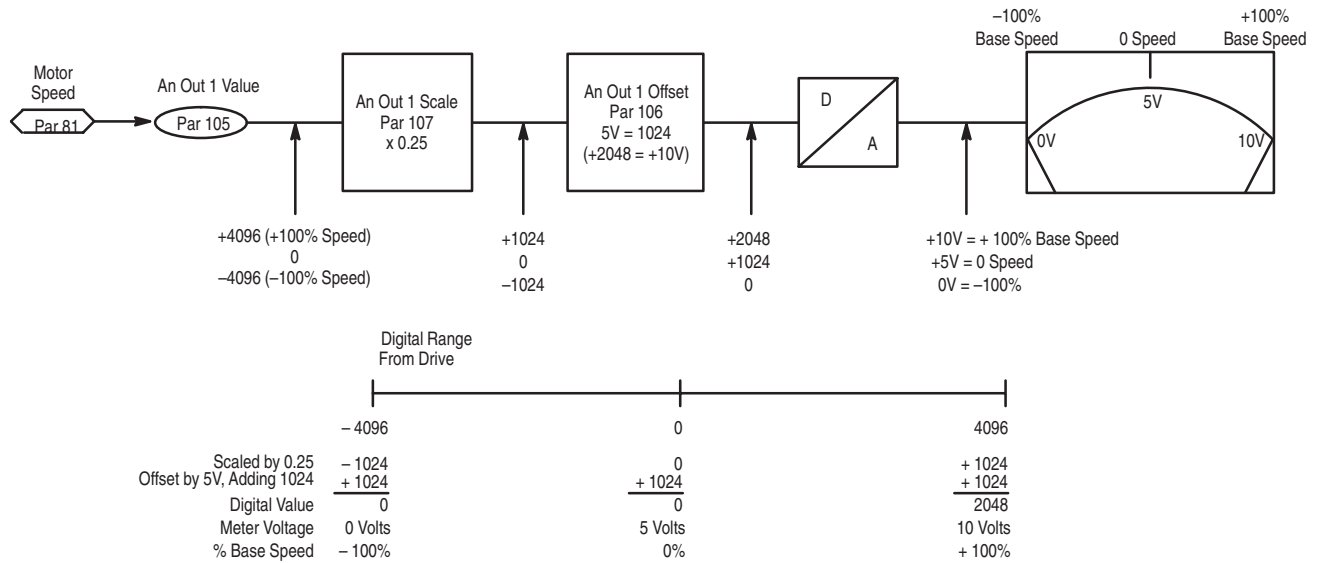 –100%
Base Speed
0 Speed
+100%
Base Speed
Motor
Speed
Par 81
An Out 1 Value
Par 105
An Out 1 Scale
Par 107
x 0.25
An Out 1 Offset
Par 106
5V = 1024
(+2048 = +10V)
D
A
0V
5V
10V
+4096 (+100% Speed)
0
–4096 (–100% Speed)
+1024
0
–1024
+2048
+1024
0
+10V = + 100% Base Speed
+5V = 0 Speed
0V = –100%
Digital Range
From Drive
– 4096 0 4096
Scaled by 0.25 – 1024 0 + 1024
Offset by 5V, Adding 1024 + 1024 + 1024 + 1024
Digital Value 0 0 2048
Meter Voltage 0 Volts 5 Volts 10 Volts
% Base Speed – 100% 0% + 100%